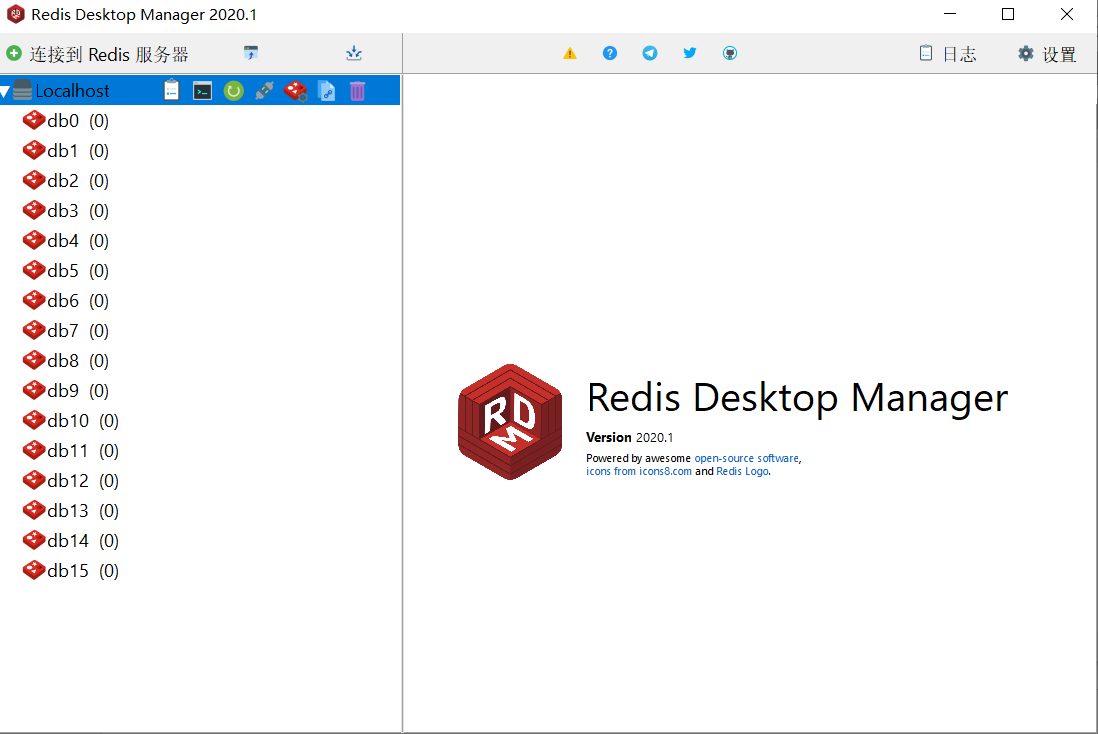 Redis Desktop Manager 2020.1
连接到 Redis 服务器
日志
设置
Localhost
db0 (0)
db1 (0)
db2 (0)
db3 (0)
db4 (0)
db5 (0)
db6 (0)
db7 (0)
db8 (0)
db9 (0)
db10 (0)
db11 (0)
db12 (0)
db13 (0)
db14 (0)
db15 (0)
RDM
Redis Desktop Manager
Version 2020.1
Powered by awesome open-source software,
icons from icons8.com and Redis Logo.